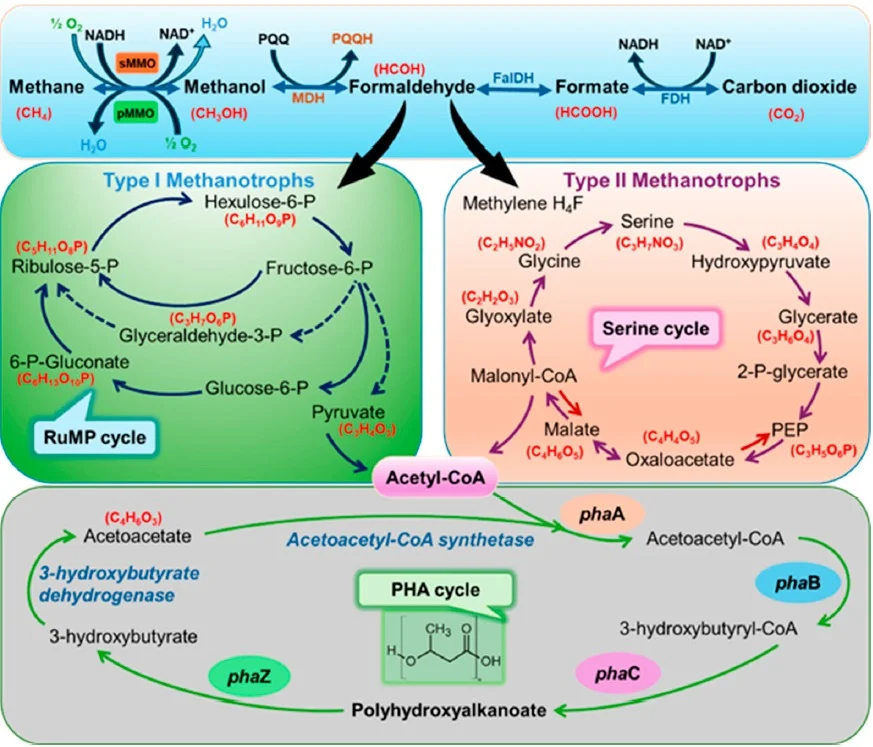 ½ O2
NADH
NAD+
H2O
PQQ
PQQH
NADH
NAD+
sMMO
(HCOH)
FalDH
Methane
Methanol
Formaldehyde
Formate
Carbon dioxide
(CH4)
pMMO
(CH3OH)
MDH
(HCOOH)
FDH
(CO2)
H2O
½ O2
Type I Methanotrophs
Hexulose-6-P
(C6H11O9P)
(C5H11O8P)
Ribulose-5-P
Fructose-6-P
(C3H7O6P)
Glyceraldehyde-3-P
6-P-Gluconate
(C6H13O10P)
Glucose-6-P
Pyruvate
(C3H4O3)
RuMP cycle
Type II Methanotrophs
Methylene H4F
Serine
(C3H7NO3)
(C2H5NO2)
Glycine
(C3H4O4)
Hydroxypyruvate
(C2H2O3)
Glyoxylate
Glycerate
(C3H6O4)
Serine cycle
Malonyl-CoA
2-P-glycerate
Malate
(C4H6O5)
(C4H4O5)
Oxaloacetate
PEP
(C3H5O6P)
Acetyl-CoA
(C4H6O3)
Acetoacetate
Acetoacetyl-CoA synthetase
phaA
Acetoacetyl-CoA
3-hydroxybutyrate
dehydrogenase
PHA cycle
phaB
CH3
O
H
O
OH
3-hydroxybutyrate
3-hydroxybutyryl-CoA
phaZ
phaC
Polyhydroxyalkanoate